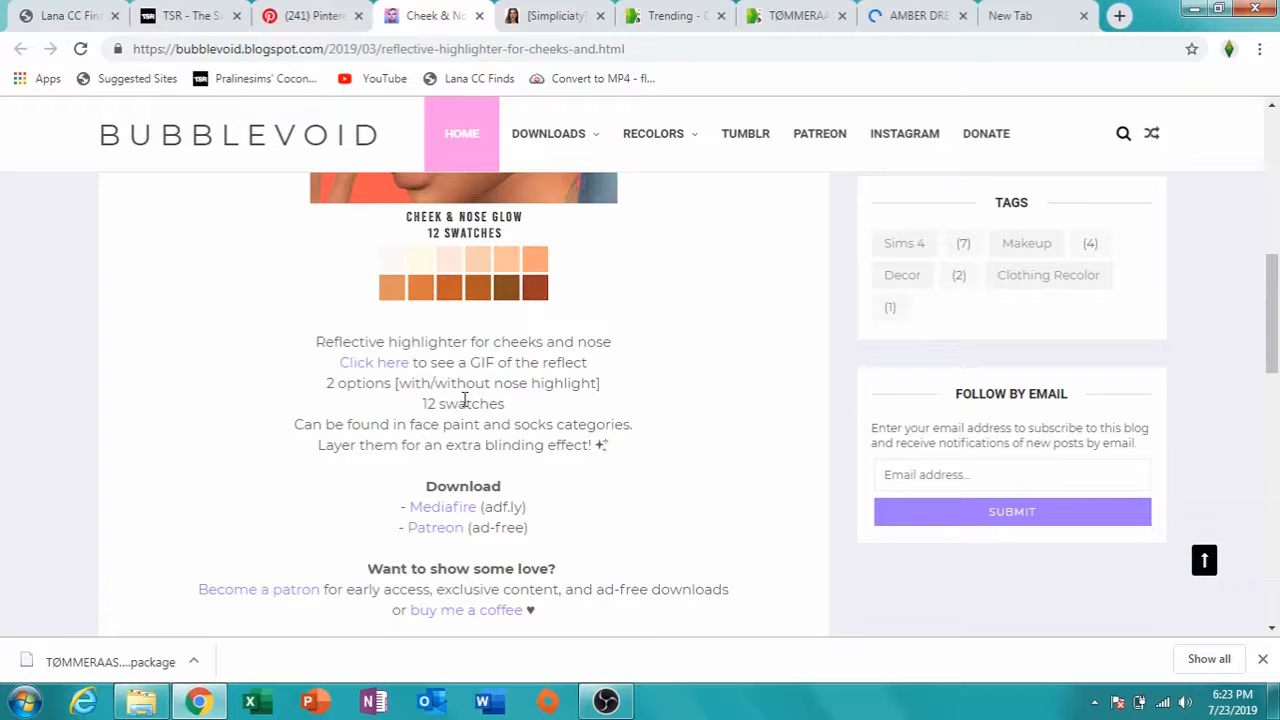 Lana CC Fin
TSR - The Si
(241) Pintere
Cheek & No
[Simpliciaty
Trending - D
TØMMERAA
AMBER DRE
New Tab
https://bubblevoid.blogspot.com/2019/03/reflective-highlighter-for-cheeks-and.html
Apps
Suggested Sites
TSR
Pralinesims' Cocon...
YouTube
Lana CC Finds
Convert to MP4 - fl...
BUBBLEVOID
HOME
DOWNLOADS
RECOLORS
TUMBLR
PATREON
INSTAGRAM
DONATE
CHEEK & NOSE GLOW
12 SWATCHES
Reflective highlighter for cheeks and nose
Click here to see a GIF of the reflect
2 options [with/without nose highlight]
12 swatches
Can be found in face paint and socks categories.
Layer them for an extra blinding effect!
Download
- Mediafire (adf.ly)
- Patreon (ad-free)
Want to show some love?
Become a patron for early access, exclusive content, and ad-free downloads
or buy me a coffee ♥
TAGS
Sims 4 (7) Makeup (4)
Decor (2) Clothing Recolor
(1)
FOLLOW BY EMAIL
Enter your email address to subscribe to this blog
and receive notifications of new posts by email.
Email address...
SUBMIT
TØMMERAAS....package
Show all
6:23 PM
7/23/2019